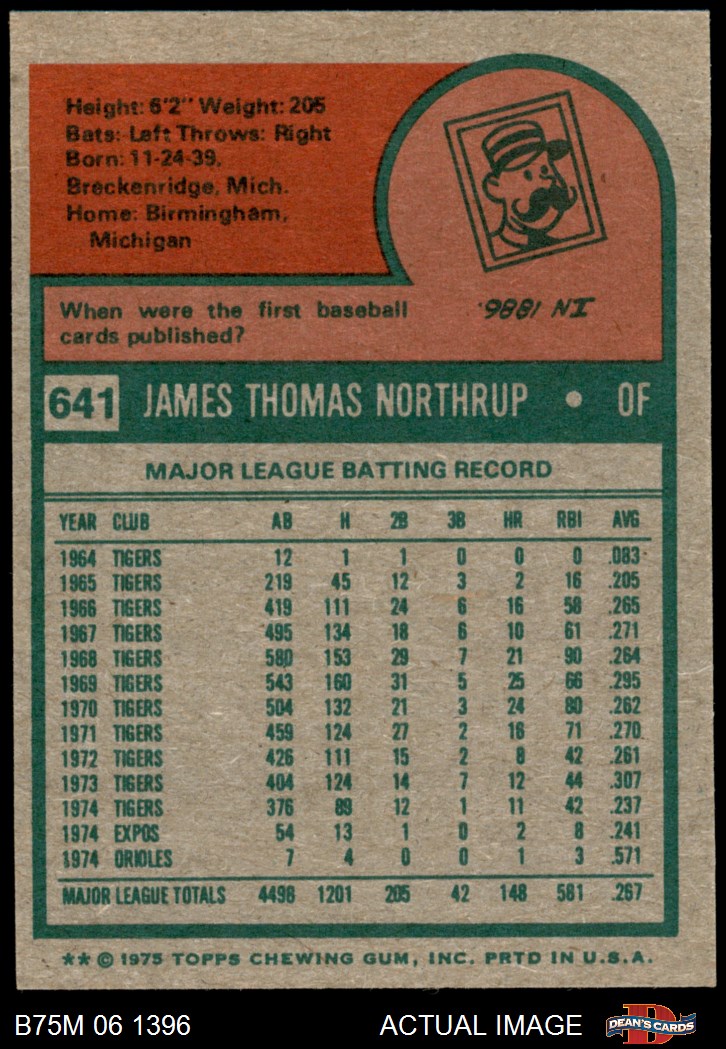 Height: 6'2" Weight: 205
Bats: Left Throws: Right
Born: 11-24-39,
Breckenridge, Mich.
Home: Birmingham,
Michigan
When were the first baseball
cards published?
IN 1886.
641 JAMES THOMAS NORTHRUP • OF
MAJOR LEAGUE BATTING RECORD
YEAR CLUB AB H 2B 3B HR RBI AVG
1964 TIGERS 12 1 1 0 0 0 .083
1965 TIGERS 219 45 12 3 2 16 .205
1966 TIGERS 419 111 24 6 16 58 .265
1967 TIGERS 495 134 18 6 10 61 .271
1968 TIGERS 580 153 29 7 21 90 .264
1969 TIGERS 543 160 31 5 25 66 .295
1970 TIGERS 504 132 21 3 24 80 .262
1971 TIGERS 459 124 27 2 16 71 .270
1972 TIGERS 426 111 15 2 8 42 .261
1973 TIGERS 404 124 14 7 12 44 .307
1974 TIGERS 376 89 12 1 11 42 .237
1974 EXPOS 54 13 1 0 2 8 .241
1974 ORIOLES 7 4 0 0 1 3 .571
MAJOR LEAGUE TOTALS 4498 1201 205 42 148 581 .267
** © 1975 TOPPS CHEWING GUM, INC. PRTD IN U.S.A.
B75M 06 1396 ACTUAL IMAGE
DEAN'S CARDS